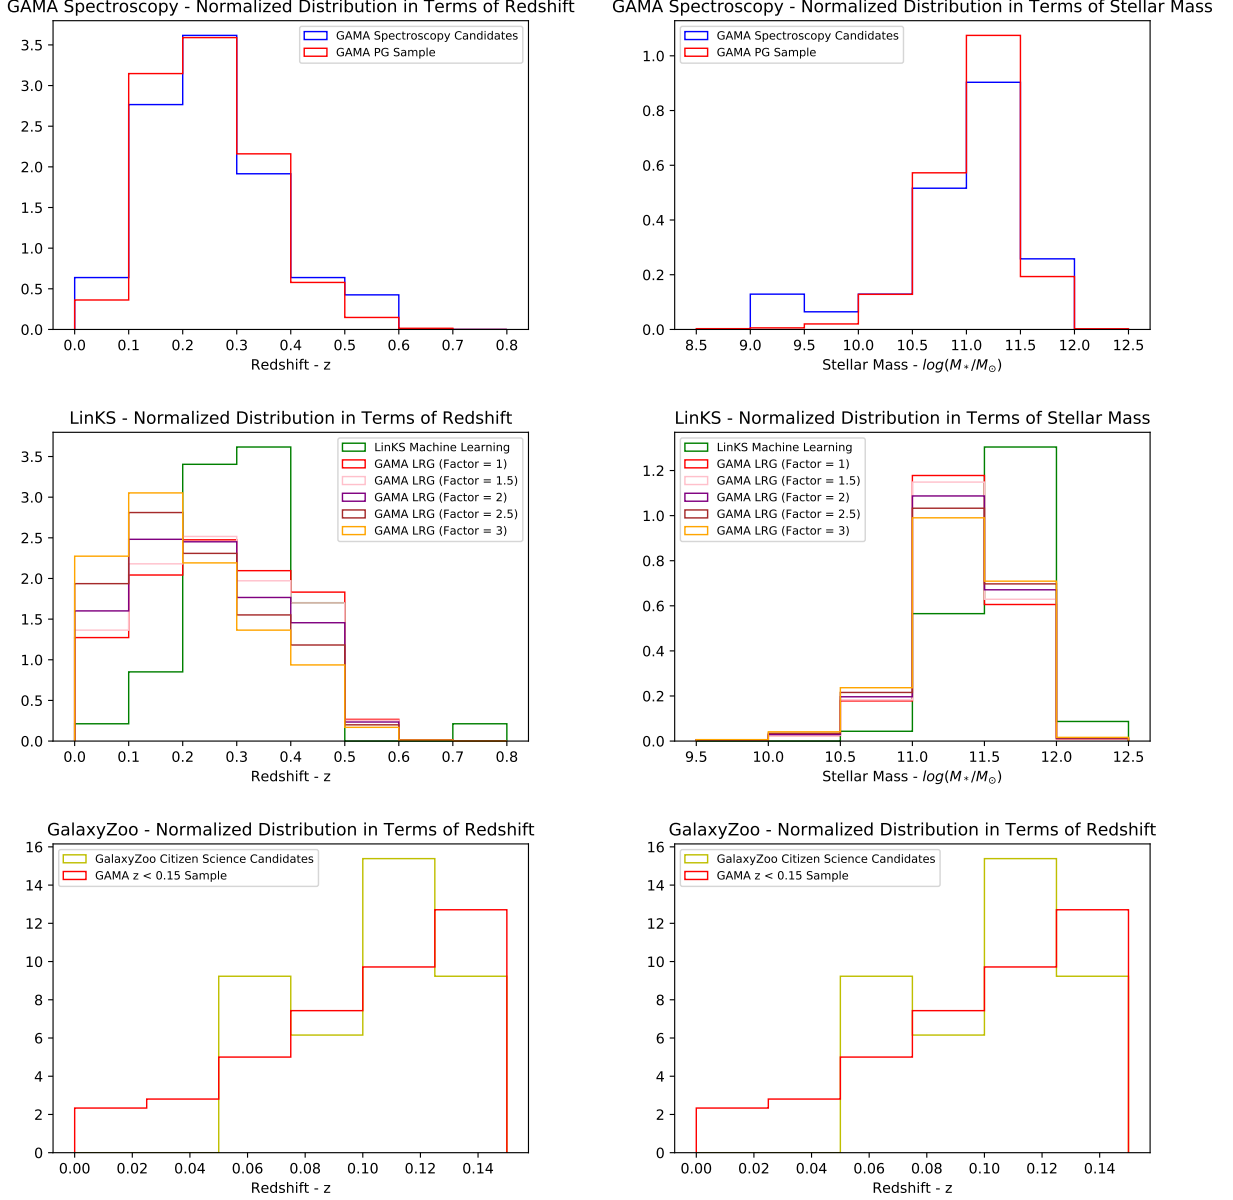 GAMA Spectroscopy - Normalized Distribution in Terms of Redshift
GAMA Spectroscopy Candidates
GAMA PG Sample
3.5
3.0
2.5
2.0
1.5
1.0
0.5
0.0
0.0 0.1 0.2 0.3 0.4 0.5 0.6 0.7 0.8
Redshift - z
GAMA Spectroscopy - Normalized Distribution in Terms of Stellar Mass
GAMA Spectroscopy Candidates
GAMA PG Sample
1.0
0.8
0.6
0.4
0.2
0.0
8.5 9.0 9.5 10.0 10.5 11.0 11.5 12.0 12.5
Stellar Mass - log(M*/M⊙)
LinKS - Normalized Distribution in Terms of Redshift
LinKS Machine Learning
GAMA LRG (Factor = 1)
GAMA LRG (Factor = 1.5)
GAMA LRG (Factor = 2)
GAMA LRG (Factor = 2.5)
GAMA LRG (Factor = 3)
3.5
3.0
2.5
2.0
1.5
1.0
0.5
0.0
0.0 0.1 0.2 0.3 0.4 0.5 0.6 0.7 0.8
Redshift - z
LinKS - Normalized Distribution in Terms of Stellar Mass
LinKS Machine Learning
GAMA LRG (Factor = 1)
GAMA LRG (Factor = 1.5)
GAMA LRG (Factor = 2)
GAMA LRG (Factor = 2.5)
GAMA LRG (Factor = 3)
1.2
1.0
0.8
0.6
0.4
0.2
0.0
9.5 10.0 10.5 11.0 11.5 12.0 12.5
Stellar Mass - log(M*/M⊙)
GalaxyZoo - Normalized Distribution in Terms of Redshift
GalaxyZoo Citizen Science Candidates
GAMA z < 0.15 Sample
16
14
12
10
8
6
4
2
0
0.00 0.02 0.04 0.06 0.08 0.10 0.12 0.14
Redshift - z
GalaxyZoo - Normalized Distribution in Terms of Redshift
GalaxyZoo Citizen Science Candidates
GAMA z < 0.15 Sample
16
14
12
10
8
6
4
2
0
0.00 0.02 0.04 0.06 0.08 0.10 0.12 0.14
Redshift - z